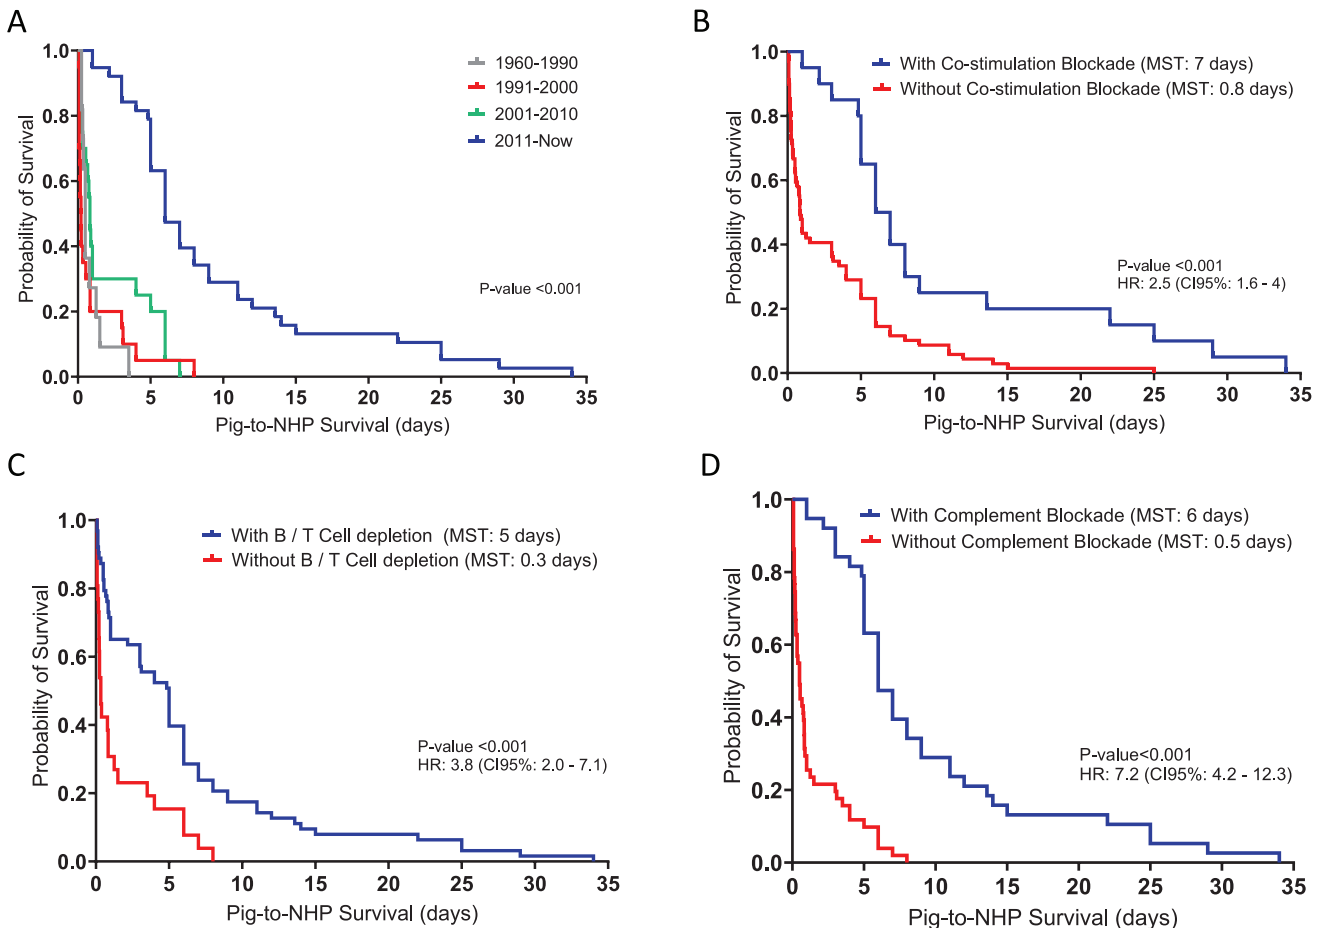 A
1.0
0.8
0.6
0.4
0.2
0.0
Probability of Survival
1960-1990
1991-2000
2001-2010
2011-Now
P-value <0.001
0 5 10 15 20 25 30 35
Pig-to-NHP Survival (days)
B
1.0
0.8
0.6
0.4
0.2
0.0
Probability of Survival
With Co-stimulation Blockade (MST: 7 days)
Without Co-stimulation Blockade (MST: 0.8 days)
P-value <0.001
HR: 2.5 (CI95%: 1.6 - 4)
0 5 10 15 20 25 30 35
Pig-to-NHP Survival (days)
C
1.0
0.8
0.6
0.4
0.2
0.0
Probability of Survival
With B / T Cell depletion (MST: 5 days)
Without B / T Cell depletion (MST: 0.3 days)
P-value <0.001
HR: 3.8 (CI95%: 2.0 - 7.1)
0 5 10 15 20 25 30 35
Pig-to-NHP Survival (days)
D
1.0
0.8
0.6
0.4
0.2
0.0
Probability of Survival
With Complement Blockade (MST: 6 days)
Without Complement Blockade (MST: 0.5 days)
P-value<0.001
HR: 7.2 (CI95%: 4.2 - 12.3)
0 5 10 15 20 25 30 35
Pig-to-NHP Survival (days)